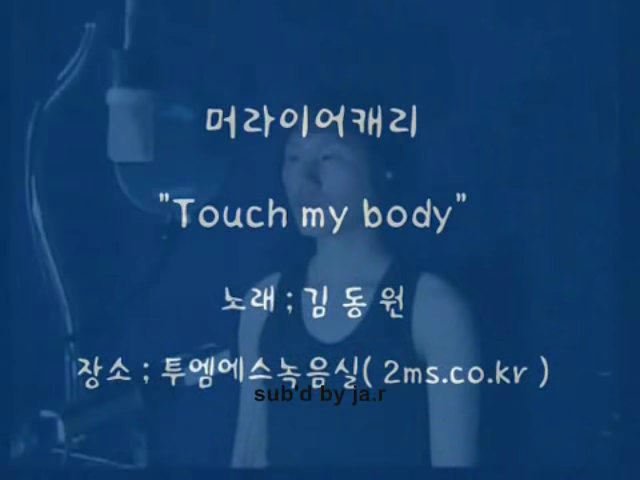 머라이어캐리
"Touch my body"
노래 ; 김 동 원
장소 ; 투엠에스녹음실( 2ms.co.kr )
sub'd by ja.r